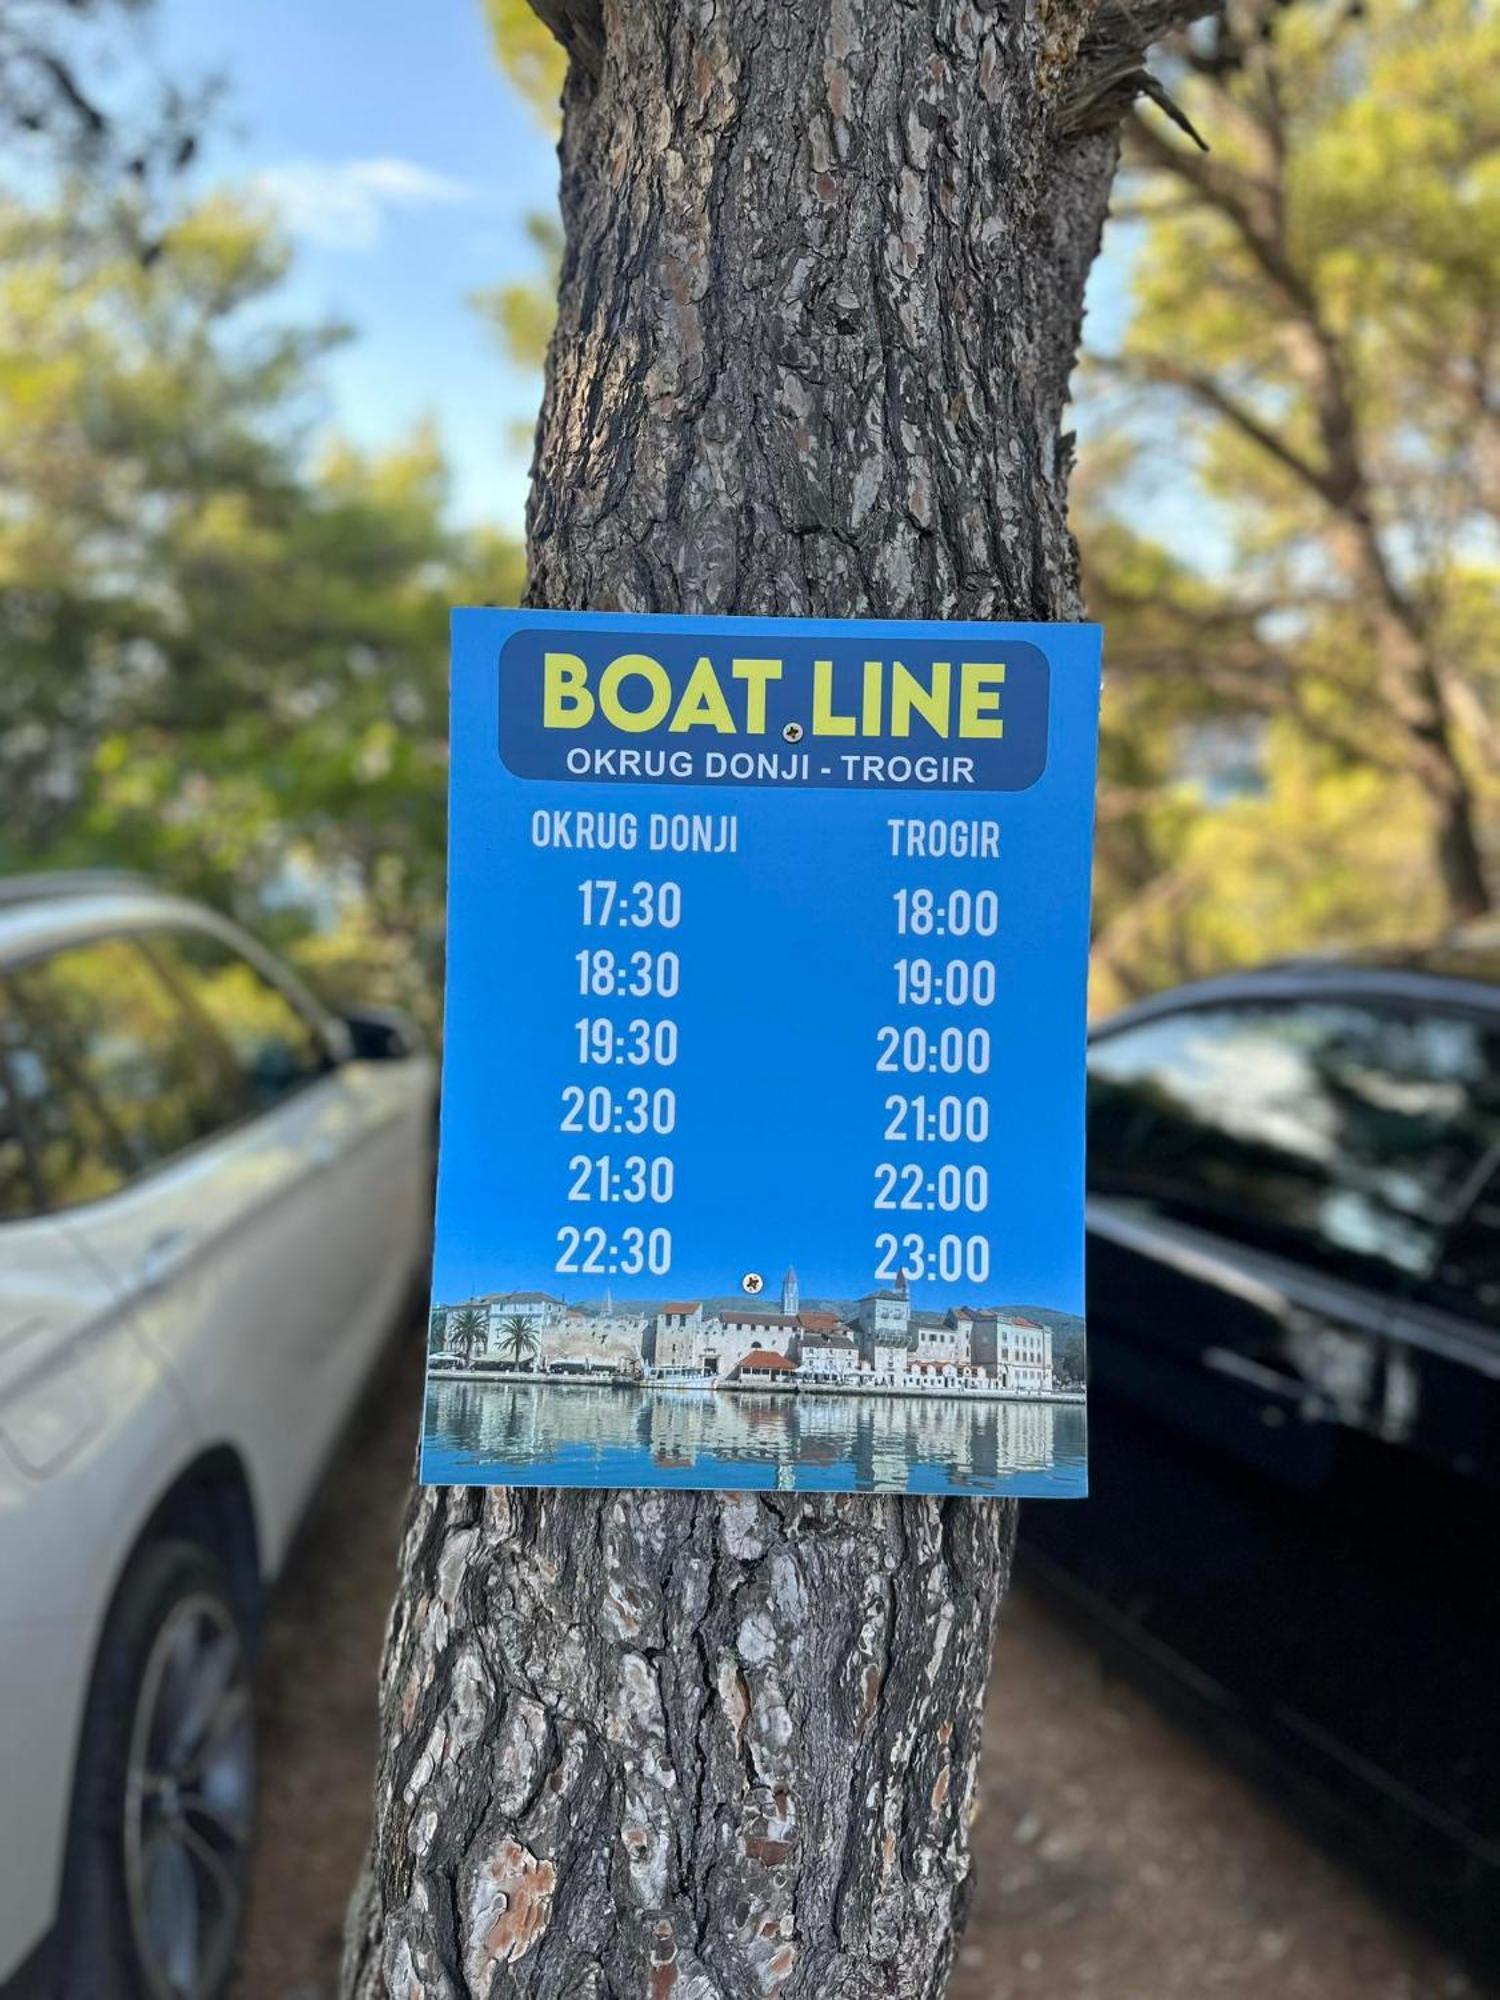 BOAT LINE
OKRUG DONJI - TROGIR
OKRUG DONJI TROGIR
17:30 18:00
18:30 19:00
19:30 20:00
20:30 21:00
21:30 22:00
22:30 23:00